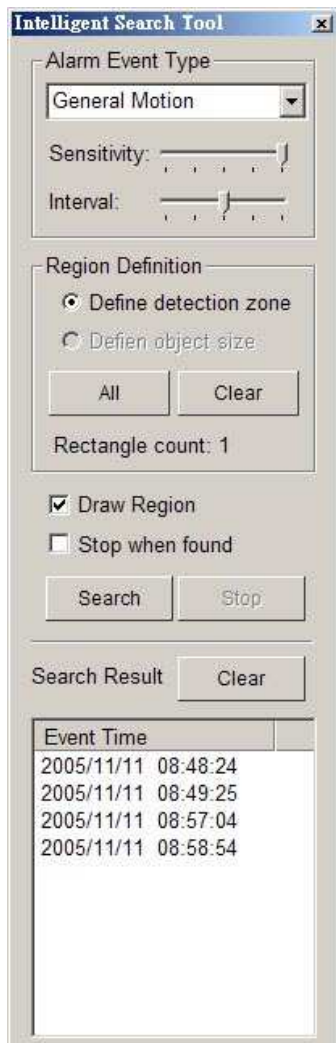 Intelligent Search Tool
Alarm Event Type
General Motion
Sensitivity:
Interval:
Region Definition
Define detection zone
Defien object size
All Clear
Rectangle count: 1
Draw Region
Stop when found
Search Stop
Search Result Clear
Event Time
2005/11/11 08:48:24
2005/11/11 08:49:25
2005/11/11 08:57:04
2005/11/11 08:58:54